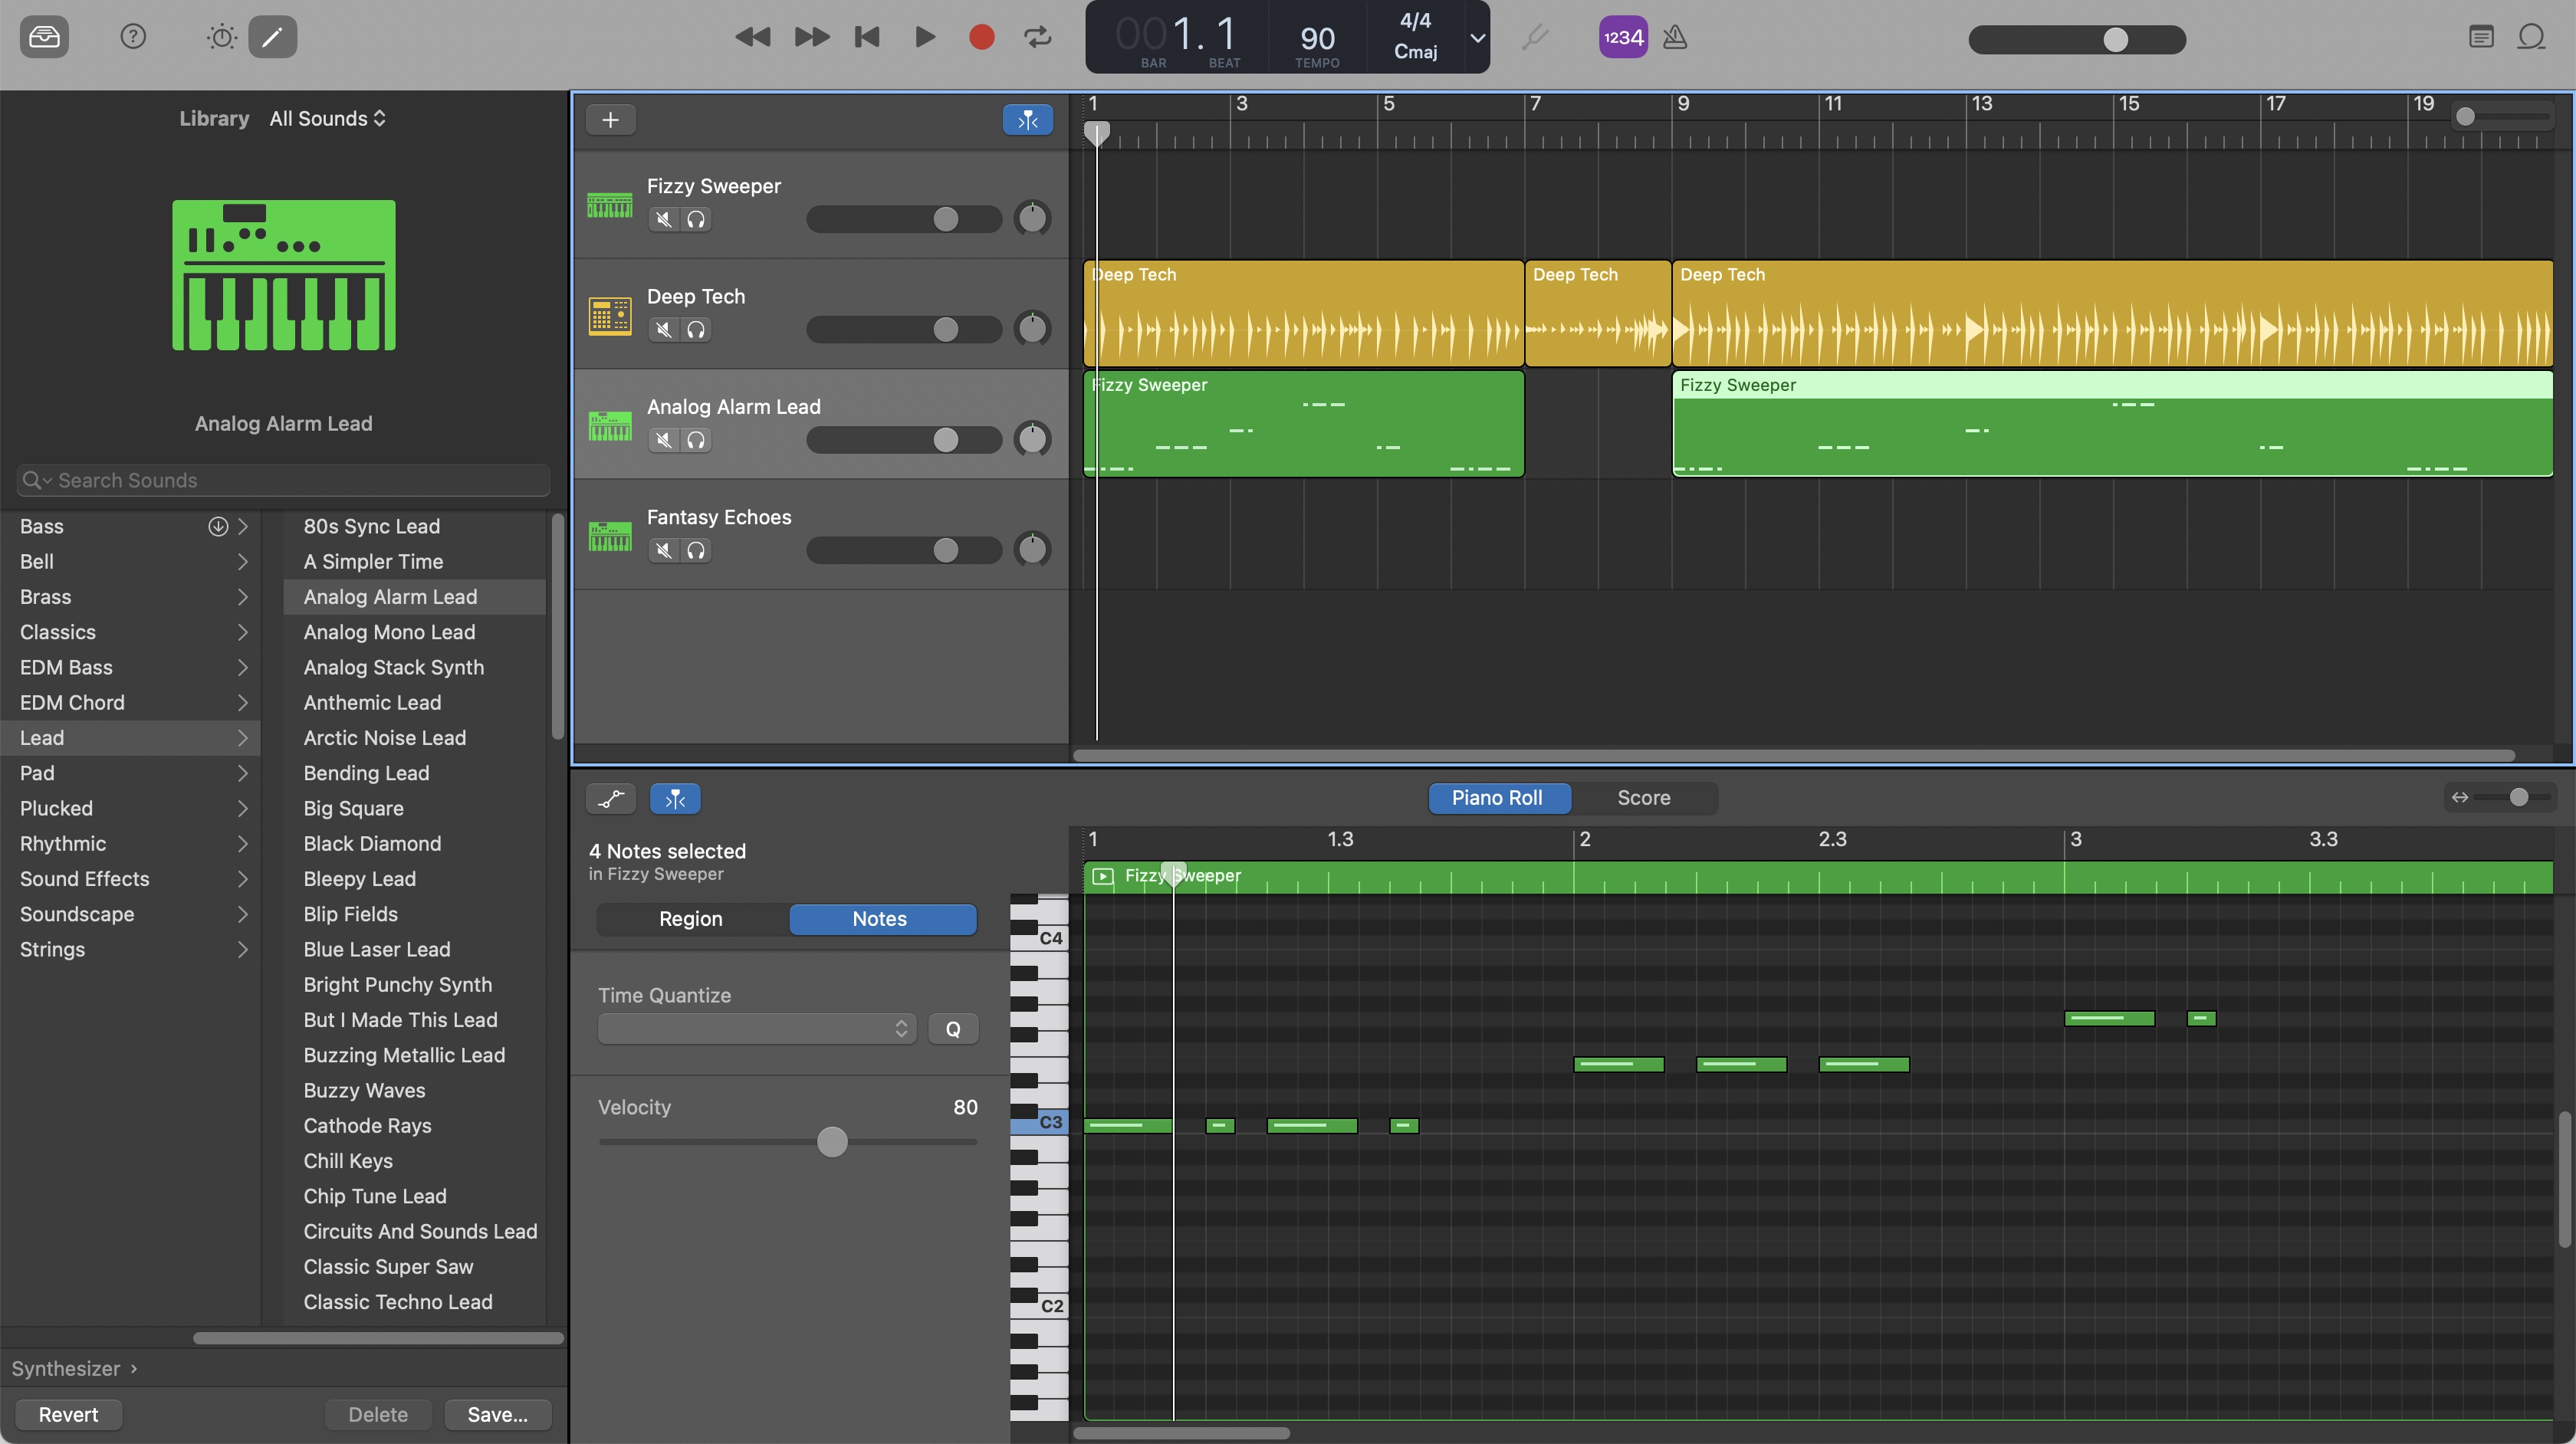 001.1
BAR BEAT
90
TEMPO
4/4
Cmaj
1234
Library All Sounds
Analog Alarm Lead
Search Sounds
Bass
Bell
Brass
Classics
EDM Bass
EDM Chord
Lead
Pad
Plucked
Rhythmic
Sound Effects
Soundscape
Strings
80s Sync Lead
A Simpler Time
Analog Alarm Lead
Analog Mono Lead
Analog Stack Synth
Anthemic Lead
Arctic Noise Lead
Bending Lead
Big Square
Black Diamond
Bleepy Lead
Blip Fields
Blue Laser Lead
Bright Punchy Synth
But I Made This Lead
Buzzing Metallic Lead
Buzzy Waves
Cathode Rays
Chill Keys
Chip Tune Lead
Circuits And Sounds Lead
Classic Super Saw
Classic Techno Lead
Synthesizer ›
Revert Delete Save...
1 3 5 7 9 11 13 15 17 19
Fizzy Sweeper
Deep Tech
Deep Tech Deep Tech Deep Tech
Analog Alarm Lead
Fizzy Sweeper Fizzy Sweeper
Fantasy Echoes
Piano Roll Score
4 Notes selected
in Fizzy Sweeper
Region Notes
Time Quantize
Q
Velocity 80
1 1.3 2 2.3 3 3.3
Fizzy Sweeper
C4
C3
C2